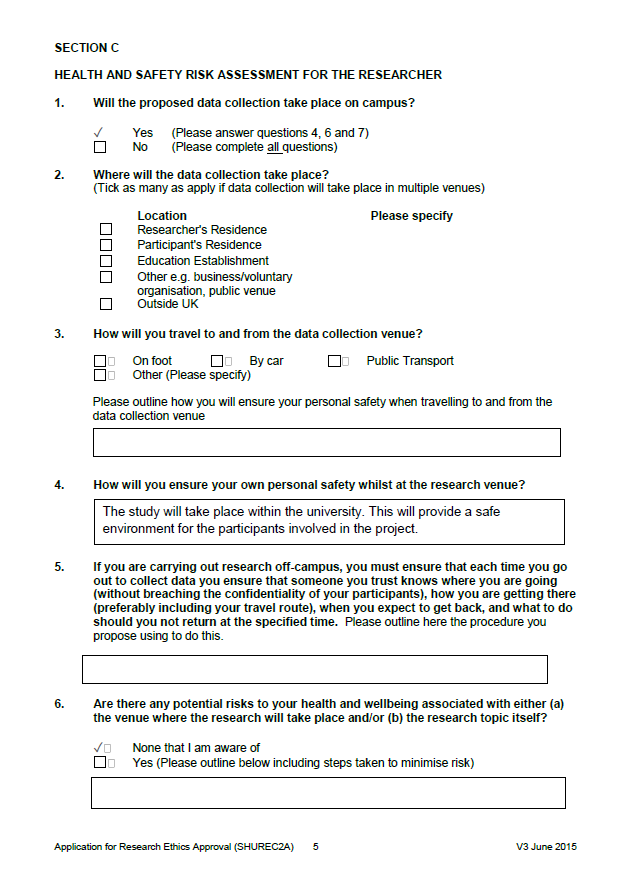 SECTION C
HEALTH AND SAFETY RISK ASSESSMENT FOR THE RESEARCHER
1. Will the proposed data collection take place on campus?
✓ Yes (Please answer questions 4, 6 and 7)
☐ No (Please complete all questions)
2. Where will the data collection take place?
(Tick as many as apply if data collection will take place in multiple venues)
Location Please specify
☐ Researcher's Residence
☐ Participant's Residence
☐ Education Establishment
☐ Other e.g. business/voluntary
organisation, public venue
☐ Outside UK
3. How will you travel to and from the data collection venue?
☐ On foot ☐ By car ☐ Public Transport
☐ Other (Please specify)
Please outline how you will ensure your personal safety when travelling to and from the
data collection venue
4. How will you ensure your own personal safety whilst at the research venue?
The study will take place within the university. This will provide a safe
environment for the participants involved in the project.
5. If you are carrying out research off-campus, you must ensure that each time you go
out to collect data you ensure that someone you trust knows where you are going
(without breaching the confidentiality of your participants), how you are getting there
(preferably including your travel route), when you expect to get back, and what to do
should you not return at the specified time. Please outline here the procedure you
propose using to do this.
6. Are there any potential risks to your health and wellbeing associated with either (a)
the venue where the research will take place and/or (b) the research topic itself?
✓ None that I am aware of
☐ Yes (Please outline below including steps taken to minimise risk)
Application for Research Ethics Approval (SHUREC2A) 5 V3 June 2015